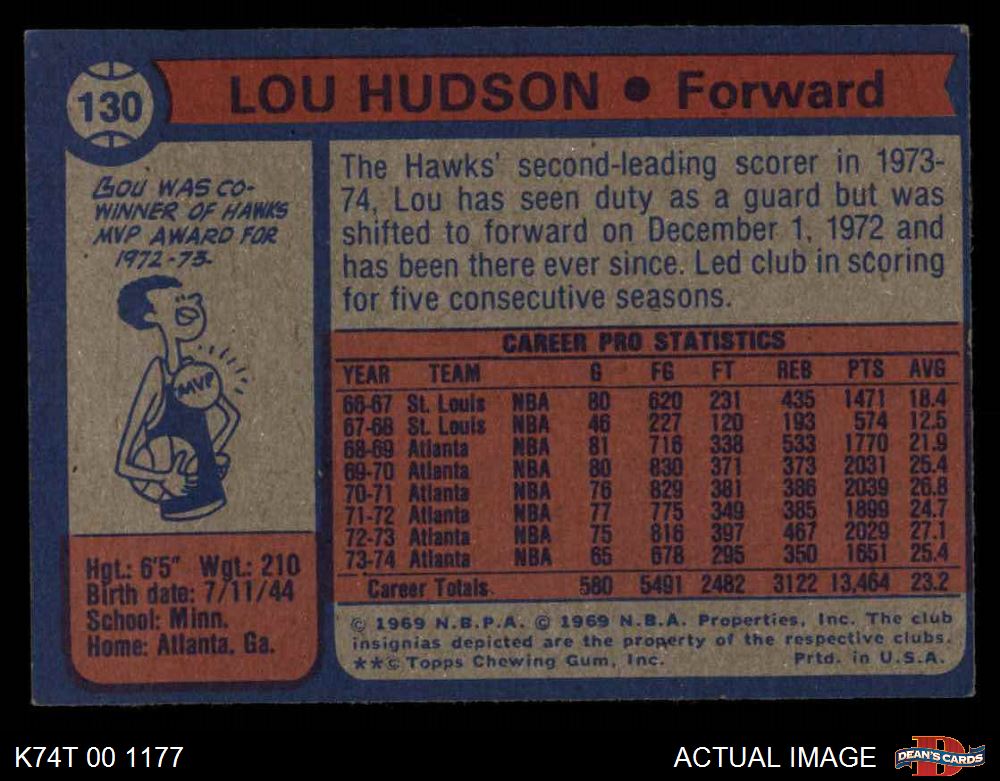 130
LOU HUDSON • Forward
LOU WAS CO-
WINNER OF HAWKS
MVP AWARD FOR
1972-73.
MVP
Hgt.: 6'5" Wgt.: 210
Birth date: 7/11/44
School: Minn.
Home: Atlanta, Ga.
The Hawks' second-leading scorer in 1973-
74, Lou has seen duty as a guard but was
shifted to forward on December 1, 1972 and
has been there ever since. Led club in scoring
for five consecutive seasons.
CAREER PRO STATISTICS
YEAR TEAM G FG FT REB PTS AVG
66-67 St. Louis NBA 80 620 231 435 1471 18.4
67-68 St. Louis NBA 46 227 120 193 574 12.5
68-69 Atlanta NBA 81 716 338 533 1770 21.9
69-70 Atlanta NBA 80 830 371 373 2031 25.4
70-71 Atlanta NBA 76 829 381 386 2039 26.8
71-72 Atlanta NBA 77 775 349 385 1899 24.7
72-73 Atlanta NBA 75 816 397 467 2029 27.1
73-74 Atlanta NBA 65 678 295 350 1651 25.4
Career Totals 580 5491 2482 3122 13,464 23.2
© 1969 N.B.P.A. © 1969 N.B.A. Properties, Inc. The club
insignias depicted are the property of the respective clubs.
**© Topps Chewing Gum, Inc. Prtd. in U.S.A.
K74T 00 1177
ACTUAL IMAGE
D
DEAN'S CARDS